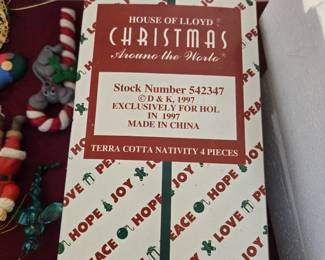 HOUSE OF LLOYD
CHRISTMAS
Around the World
Stock Number 542347
© D & K, 1997
EXCLUSIVELY FOR HOL
IN 1997
MADE IN CHINA
TERRA COTTA NATIVITY 4 PIECES
PEACE
LOVE
JOY
HOPE
HOPE
JOY
LOVE
PEACE